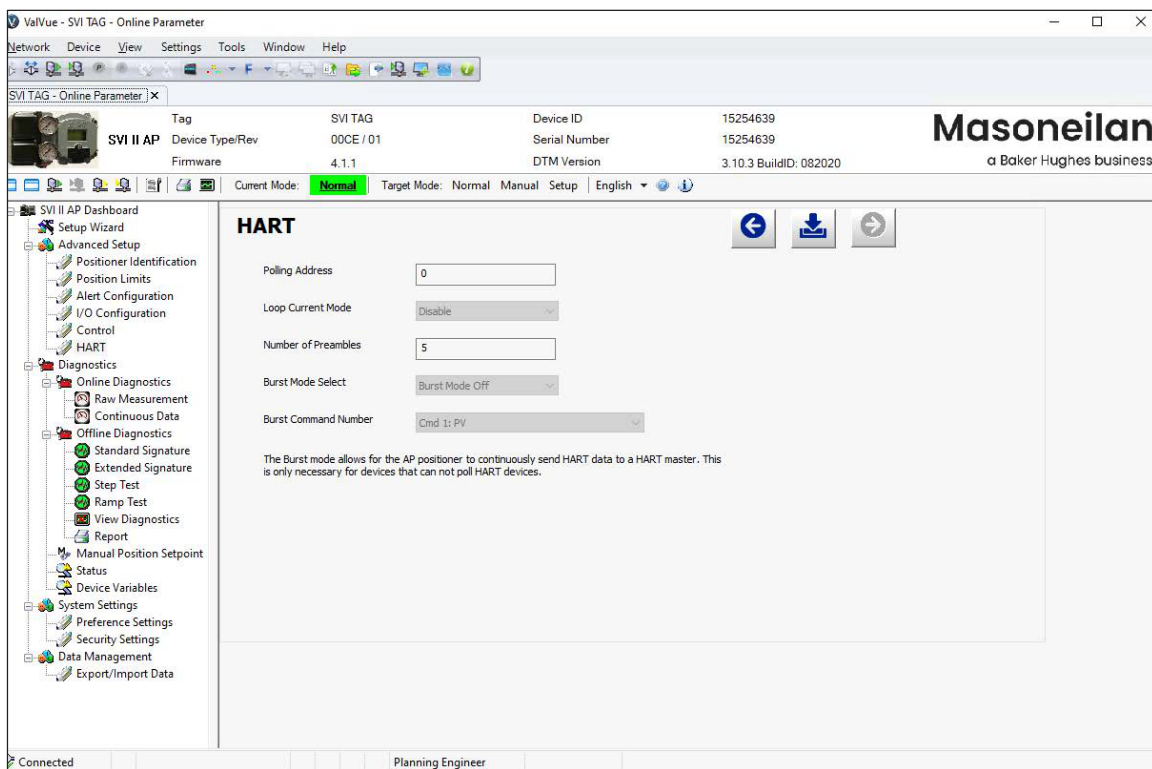 ValVue - SVI TAG - Online Parameter
Network Device View Settings Tools Window Help
F
SVI TAG - Online Parameter X
SVI II AP
Tag SVI TAG Device ID 15254639
Device Type/Rev 00CE / 01 Serial Number 15254639
Firmware 4.1.1 DTM Version 3.10.3 BuildID: 082020
Masoneilan
a Baker Hughes business
Current Mode: Normal Target Mode: Normal Manual Setup English
SVI II AP Dashboard
Setup Wizard
Advanced Setup
Positioner Identification
Position Limits
Alert Configuration
I/O Configuration
Control
HART
Diagnostics
Online Diagnostics
Raw Measurement
Continuous Data
Offline Diagnostics
Standard Signature
Extended Signature
Step Test
Ramp Test
View Diagnostics
Report
Manual Position Setpoint
Status
Device Variables
System Settings
Preference Settings
Security Settings
Data Management
Export/Import Data
HART
Polling Address 0
Loop Current Mode Disable
Number of Preambles 5
Burst Mode Select Burst Mode Off
Burst Command Number Cmd 1: PV
The Burst mode allows for the AP positioner to continuously send HART data to a HART master. This
is only necessary for devices that can not poll HART devices.
Connected Planning Engineer